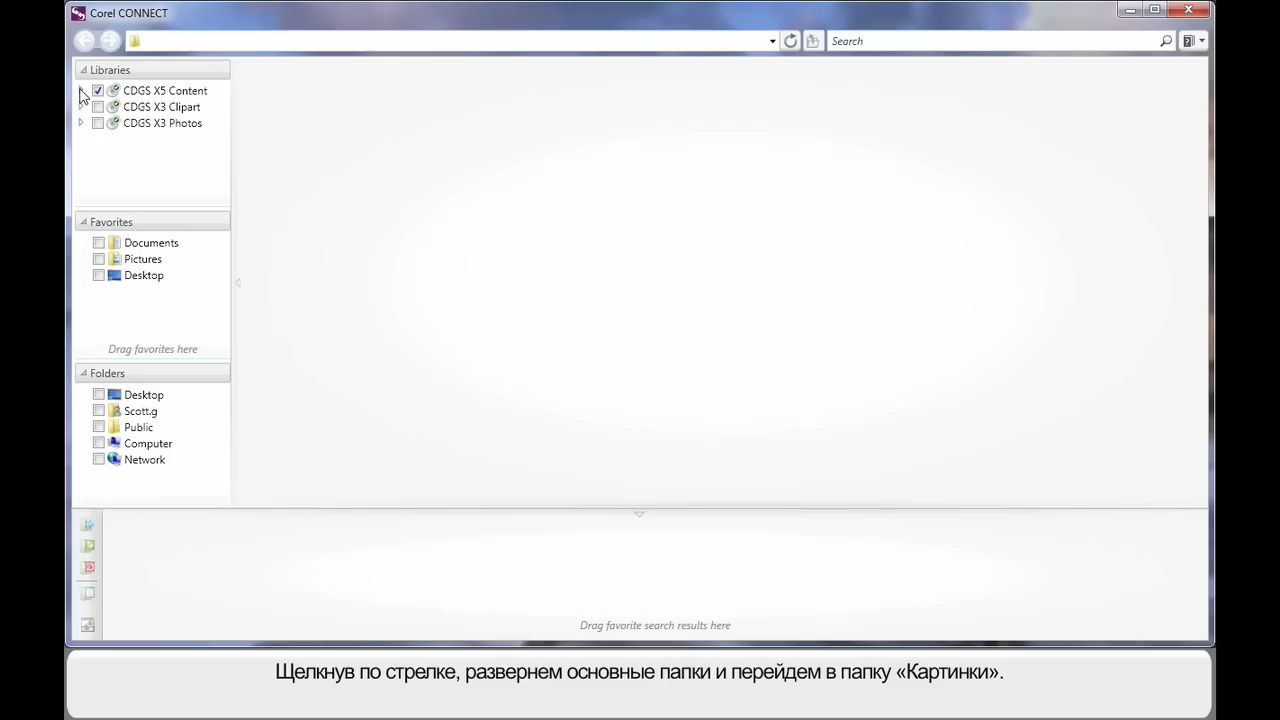 Corel CONNECT
Search
Libraries
CDGS X5 Content
CDGS X3 Clipart
CDGS X3 Photos
Favorites
Documents
Pictures
Desktop
Drag favorites here
Folders
Desktop
Scott.g
Public
Computer
Network
Drag favorite search results here
Щелкнув по стрелке, развернем основные папки и перейдем в папку «Картинки».